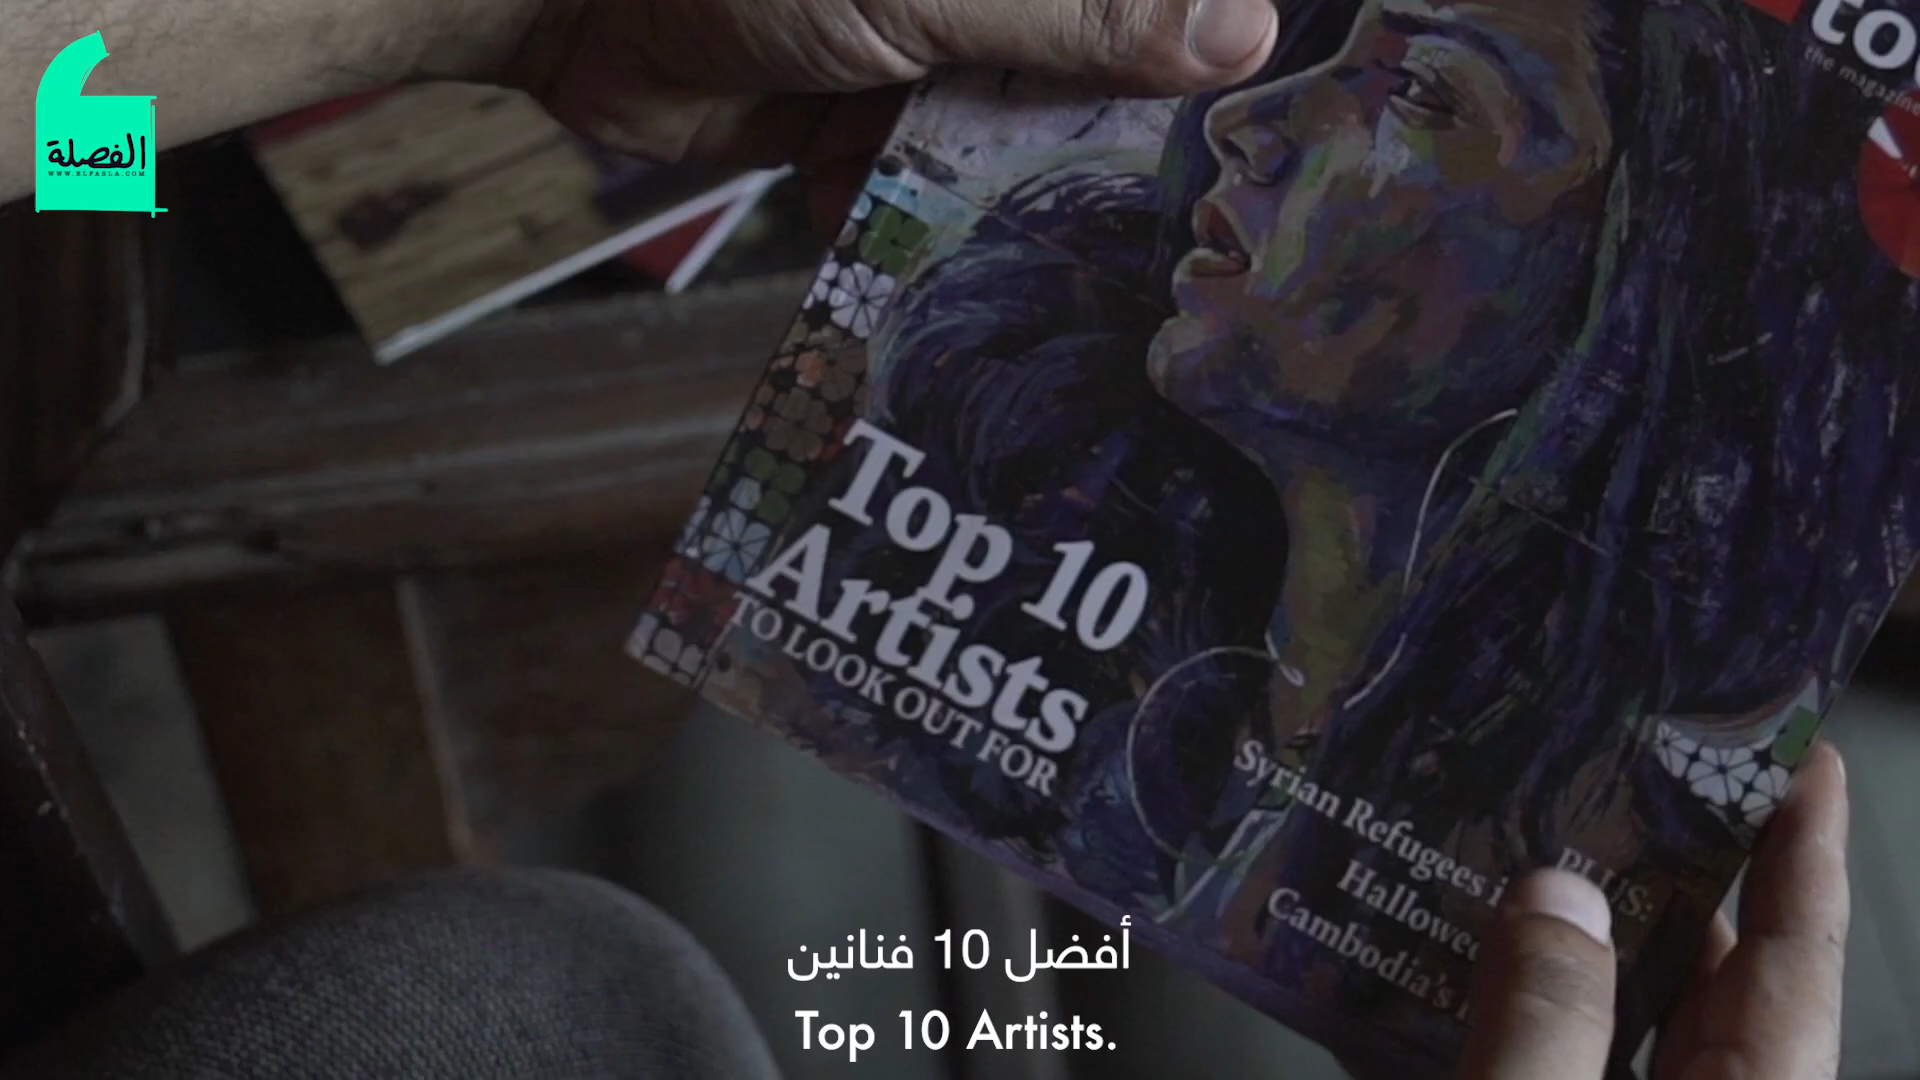 الفصلة
WWW.ELFASLA.COM
the magazine
Top 10
Artists
TO LOOK OUT FOR
PLUS:
Syrian Refugees
Cambodia's
أفضل 10 فنانين
Top 10 Artists.